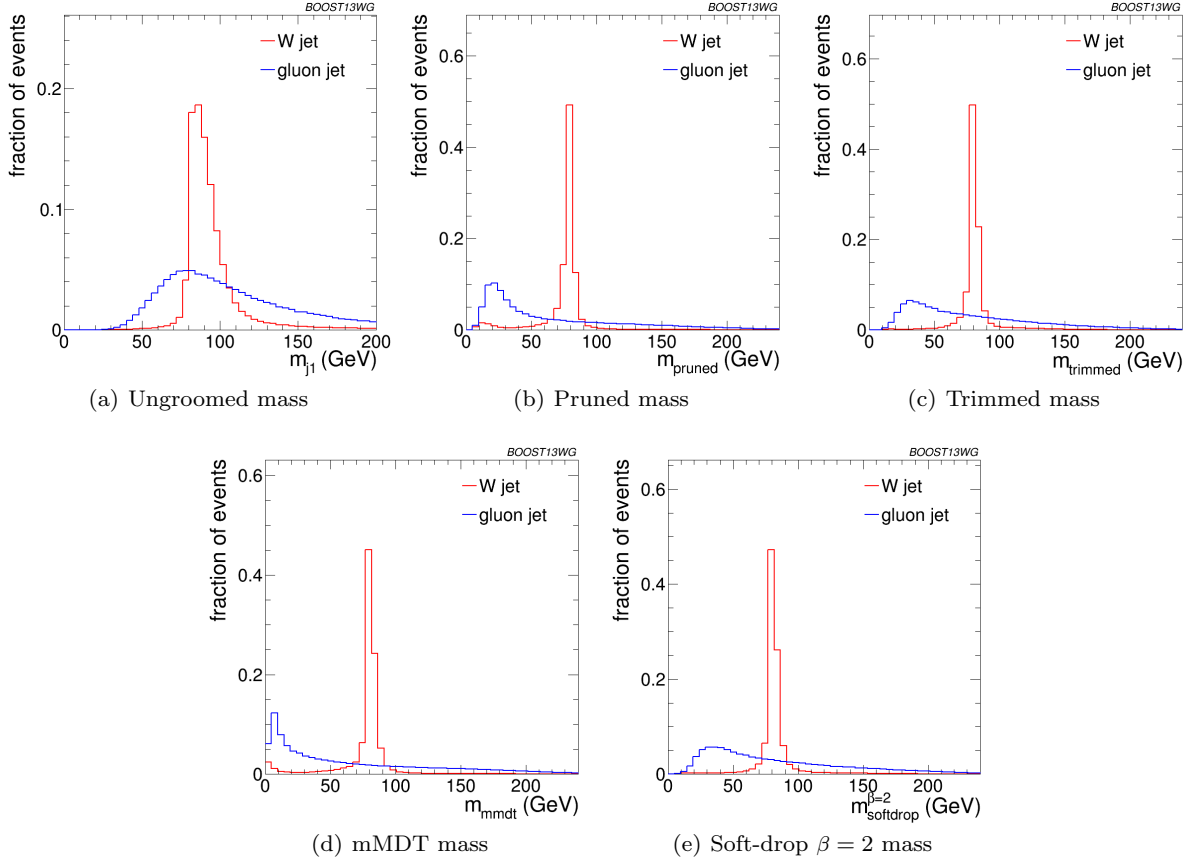 BOOST13WG
W jet
gluon jet
fraction of events
0.2
0.1
0
0 50 100 150 200
m_j1 (GeV)
(a) Ungroomed mass
BOOST13WG
W jet
gluon jet
fraction of events
0.6
0.4
0.2
0
0 50 100 150 200
m_pruned (GeV)
(b) Pruned mass
BOOST13WG
W jet
gluon jet
fraction of events
0.6
0.4
0.2
0
0 50 100 150 200
m_trimmed (GeV)
(c) Trimmed mass
BOOST13WG
W jet
gluon jet
fraction of events
0.6
0.4
0.2
0
0 50 100 150 200
m_mmdt (GeV)
(d) mMDT mass
BOOST13WG
W jet
gluon jet
fraction of events
0.6
0.4
0.2
0
0 50 100 150 200
m^β=2_softdrop (GeV)
(e) Soft-drop β = 2 mass